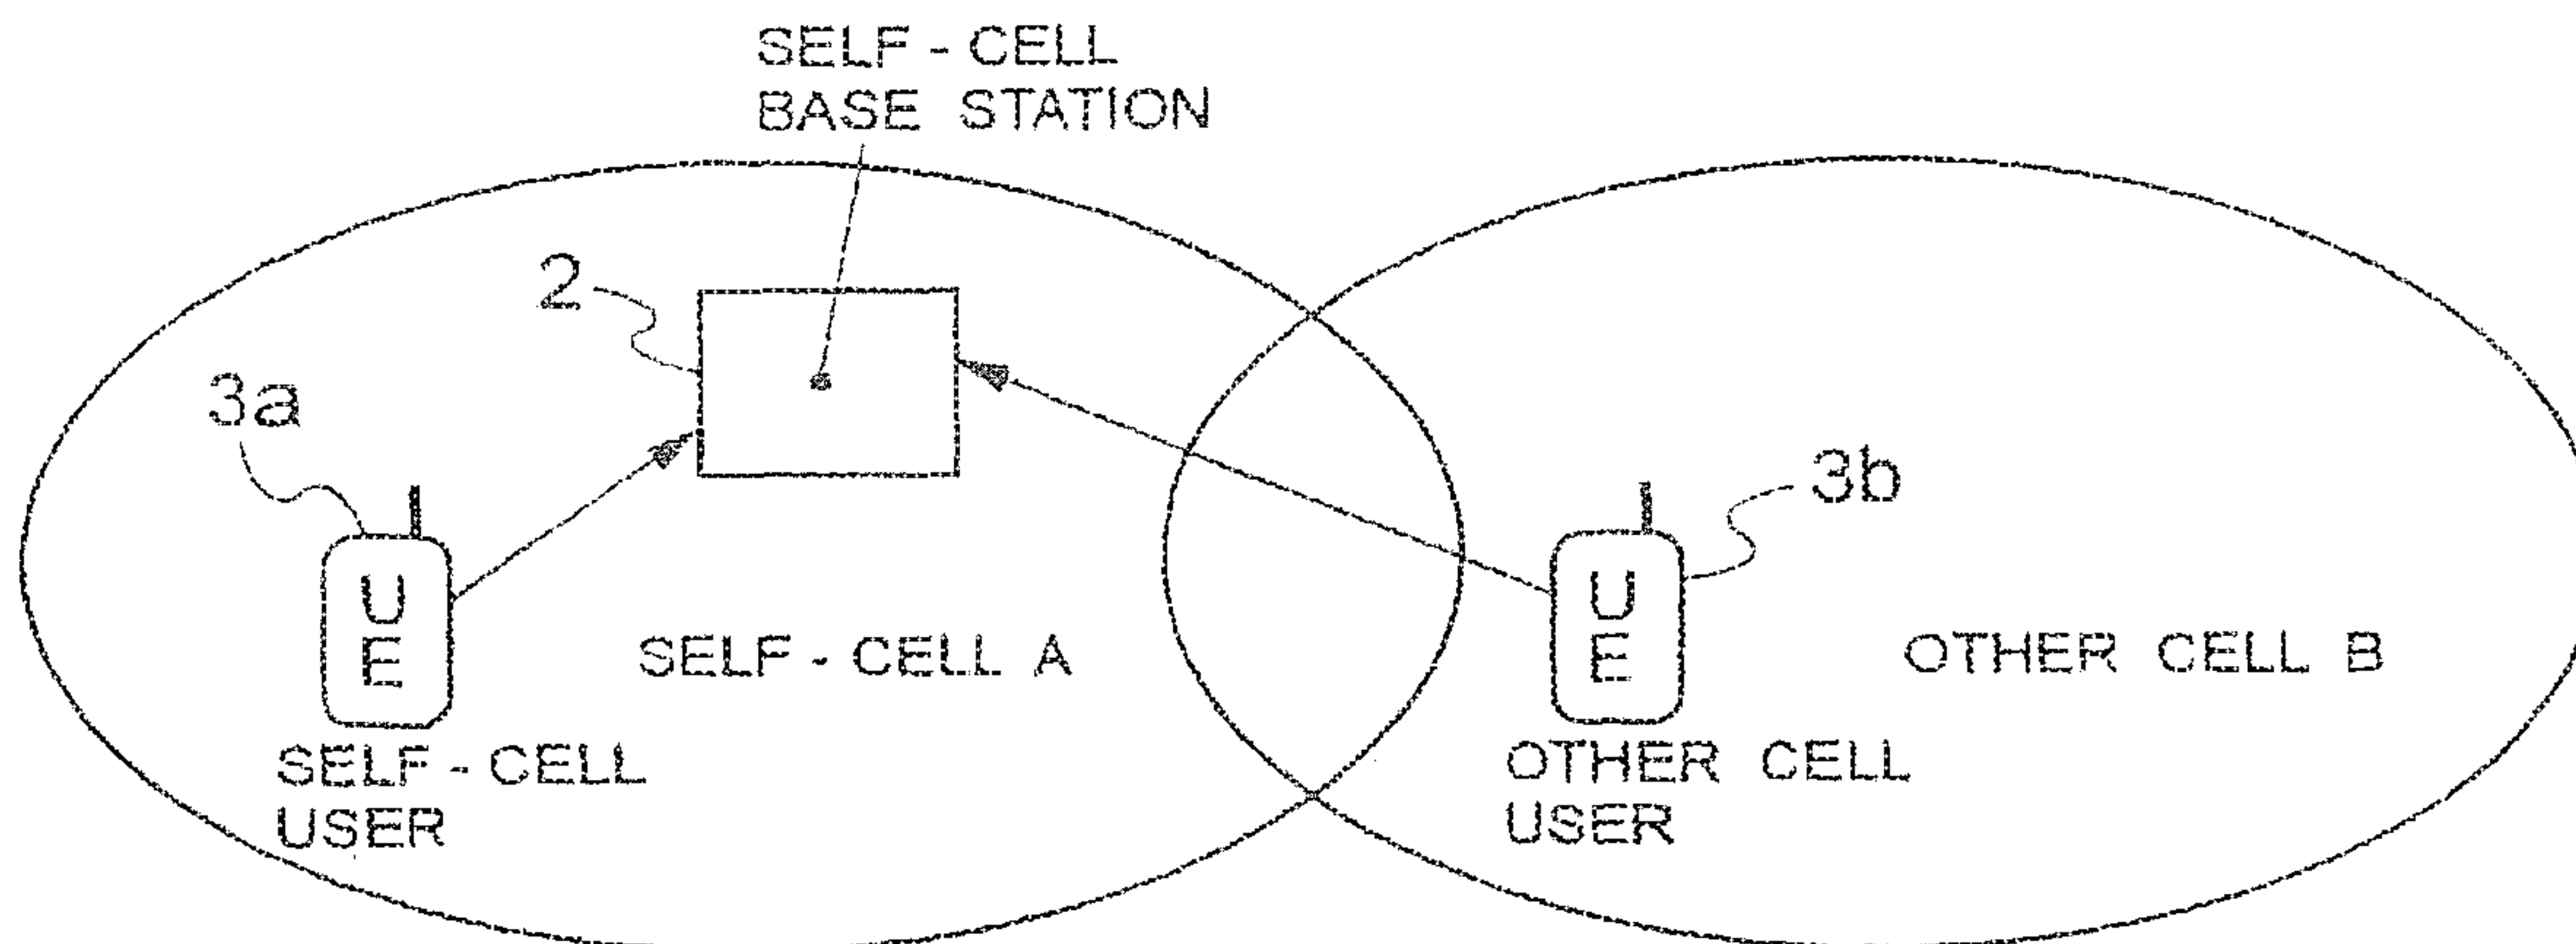 SELF - CELL
BASE STATION
2
3a
3b
U
E
U
E
SELF - CELL A
OTHER CELL B
SELF - CELL
USER
OTHER CELL
USER